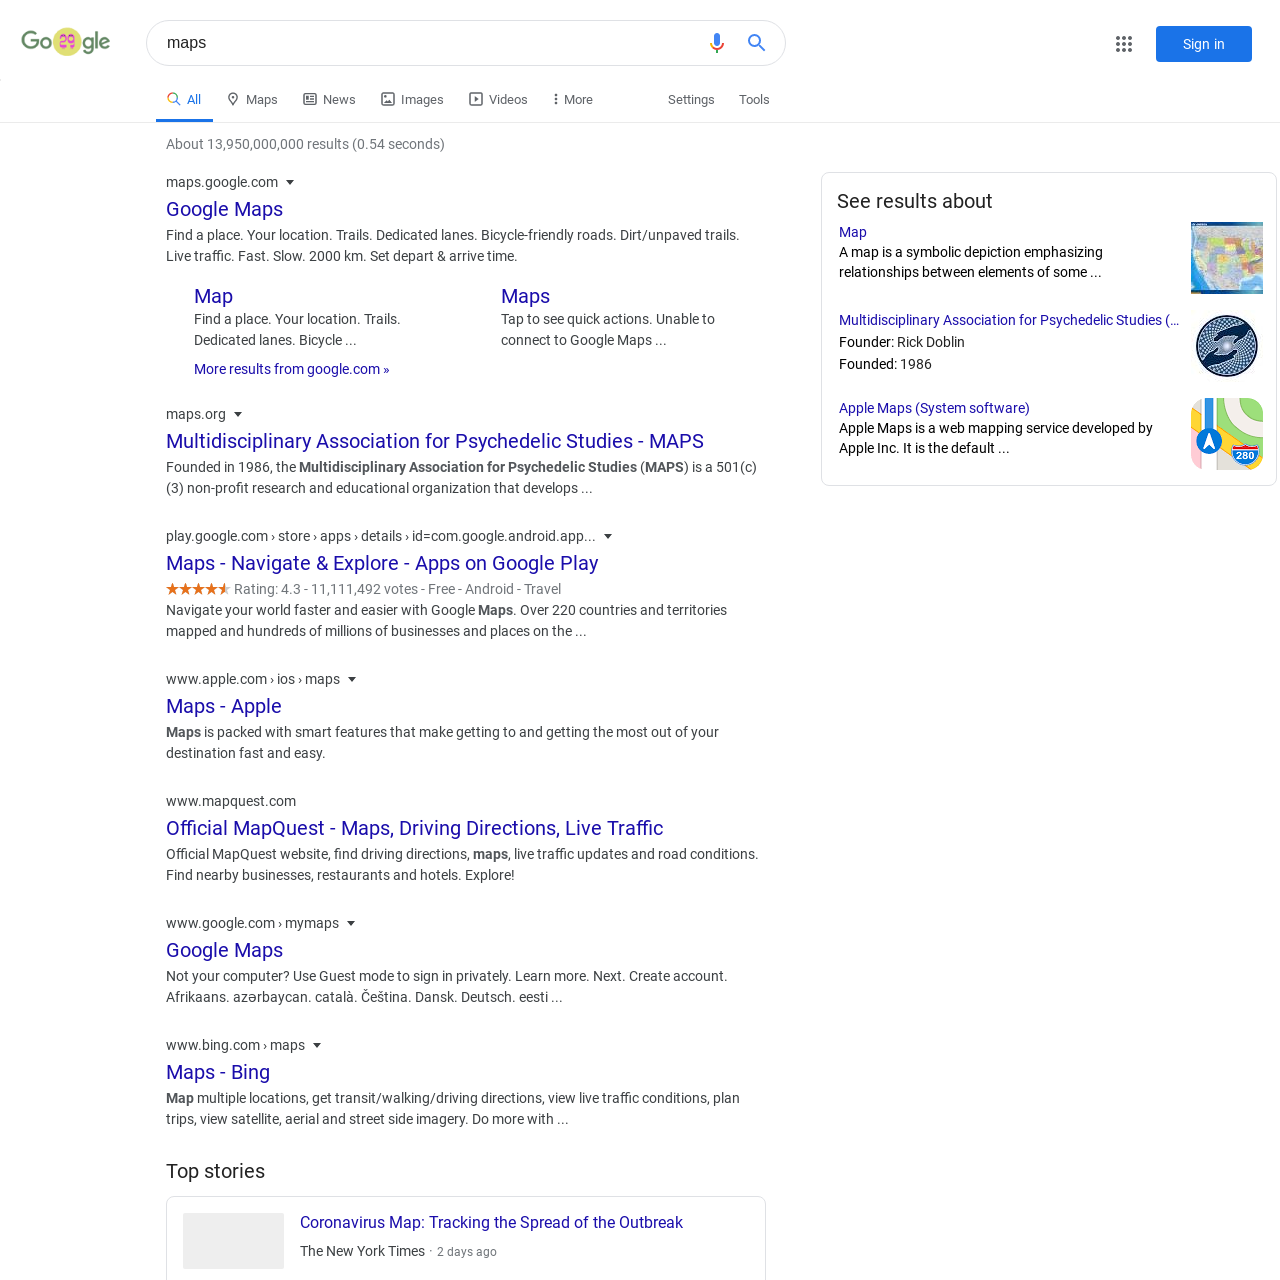 Google
maps
Sign in
All
Maps
News
Images
Videos
More
Settings
Tools
About 13,950,000,000 results (0.54 seconds)
maps.google.com
Google Maps
Find a place. Your location. Trails. Dedicated lanes. Bicycle-friendly roads. Dirt/unpaved trails.
Live traffic. Fast. Slow. 2000 km. Set depart & arrive time.
Map
Find a place. Your location. Trails.
Dedicated lanes. Bicycle ...
Maps
Tap to see quick actions. Unable to
connect to Google Maps ...
More results from google.com »
maps.org
Multidisciplinary Association for Psychedelic Studies - MAPS
Founded in 1986, the Multidisciplinary Association for Psychedelic Studies (MAPS) is a 501(c)
(3) non-profit research and educational organization that develops ...
play.google.com › store › apps › details › id=com.google.android.app...
Maps - Navigate & Explore - Apps on Google Play
Rating: 4.3 - 11,111,492 votes - Free - Android - Travel
Navigate your world faster and easier with Google Maps. Over 220 countries and territories
mapped and hundreds of millions of businesses and places on the ...
www.apple.com › ios › maps
Maps - Apple
Maps is packed with smart features that make getting to and getting the most out of your
destination fast and easy.
www.mapquest.com
Official MapQuest - Maps, Driving Directions, Live Traffic
Official MapQuest website, find driving directions, maps, live traffic updates and road conditions.
Find nearby businesses, restaurants and hotels. Explore!
www.google.com › mymaps
Google Maps
Not your computer? Use Guest mode to sign in privately. Learn more. Next. Create account.
Afrikaans. azərbaycan. català. Čeština. Dansk. Deutsch. eesti ...
www.bing.com › maps
Maps - Bing
Map multiple locations, get transit/walking/driving directions, view live traffic conditions, plan
trips, view satellite, aerial and street side imagery. Do more with ...
Top stories
Coronavirus Map: Tracking the Spread of the Outbreak
The New York Times · 2 days ago
See results about
Map
A map is a symbolic depiction emphasizing
relationships between elements of some ...
Multidisciplinary Association for Psychedelic Studies (...
Founder: Rick Doblin
Founded: 1986
Apple Maps (System software)
Apple Maps is a web mapping service developed by
Apple Inc. It is the default ...
280